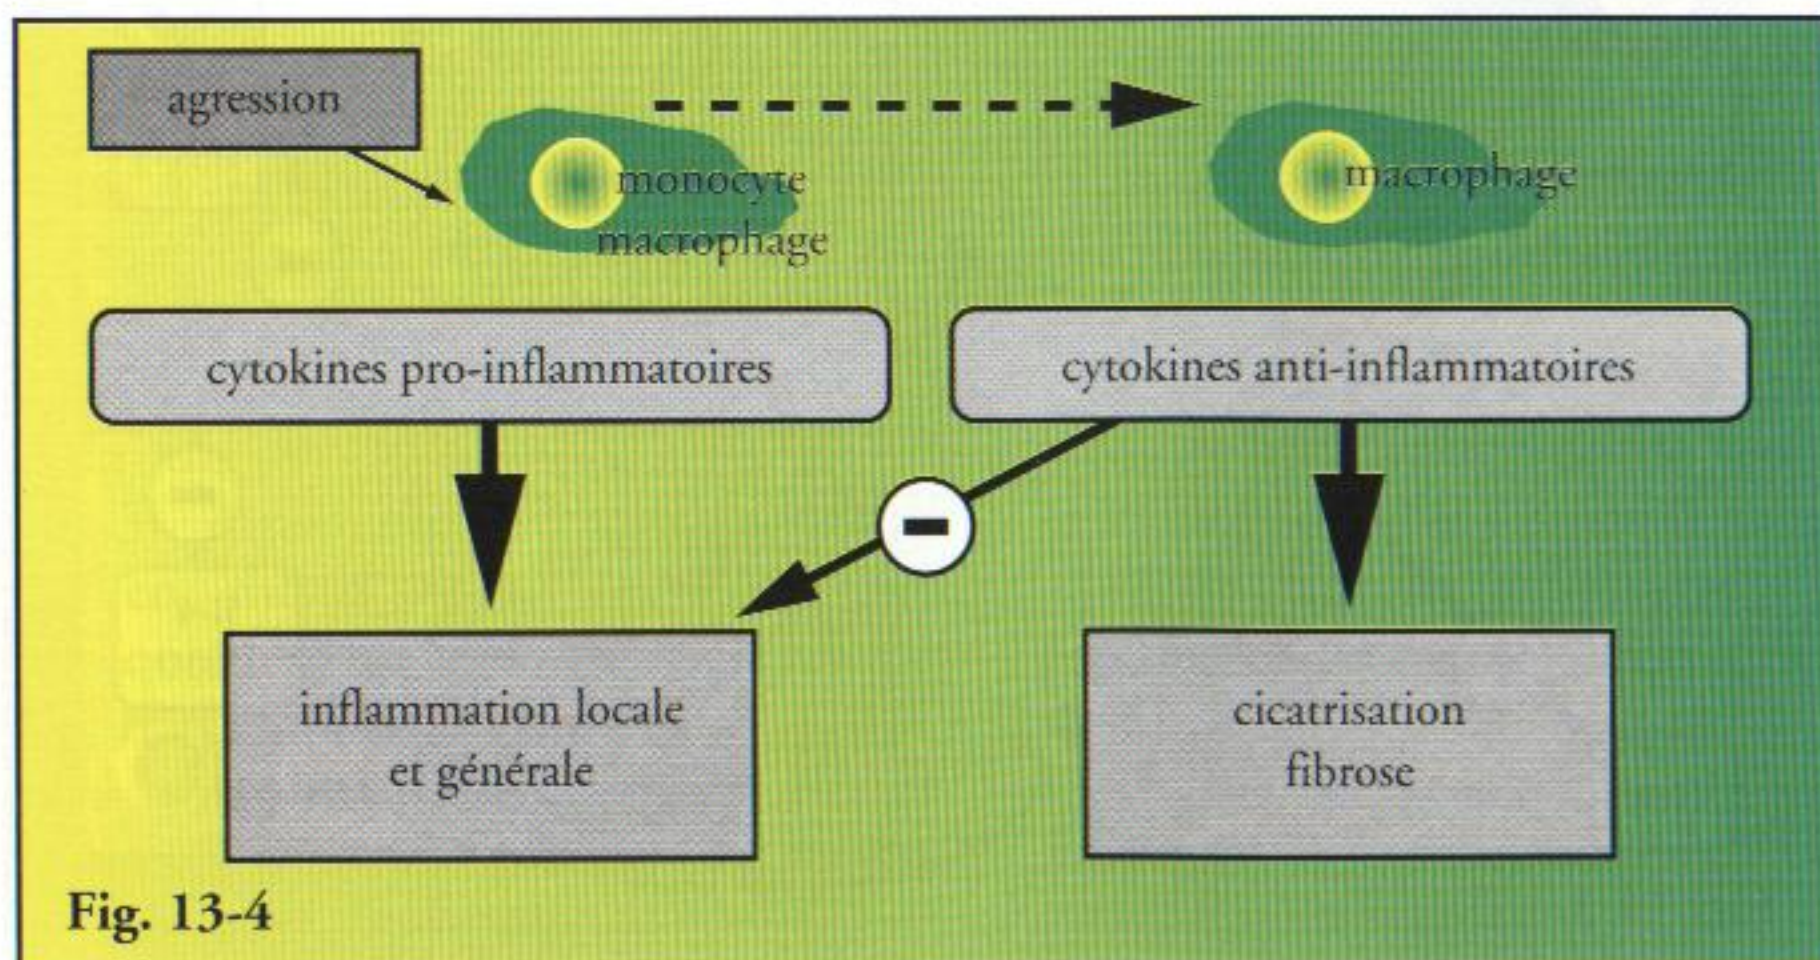 agression
monocyte
macrophage
macrophage
cytokines pro-inflammatoires
cytokines anti-inflammatoires
inflammation locale
et générale
cicatrisation
fibrose
Fig. 13-4